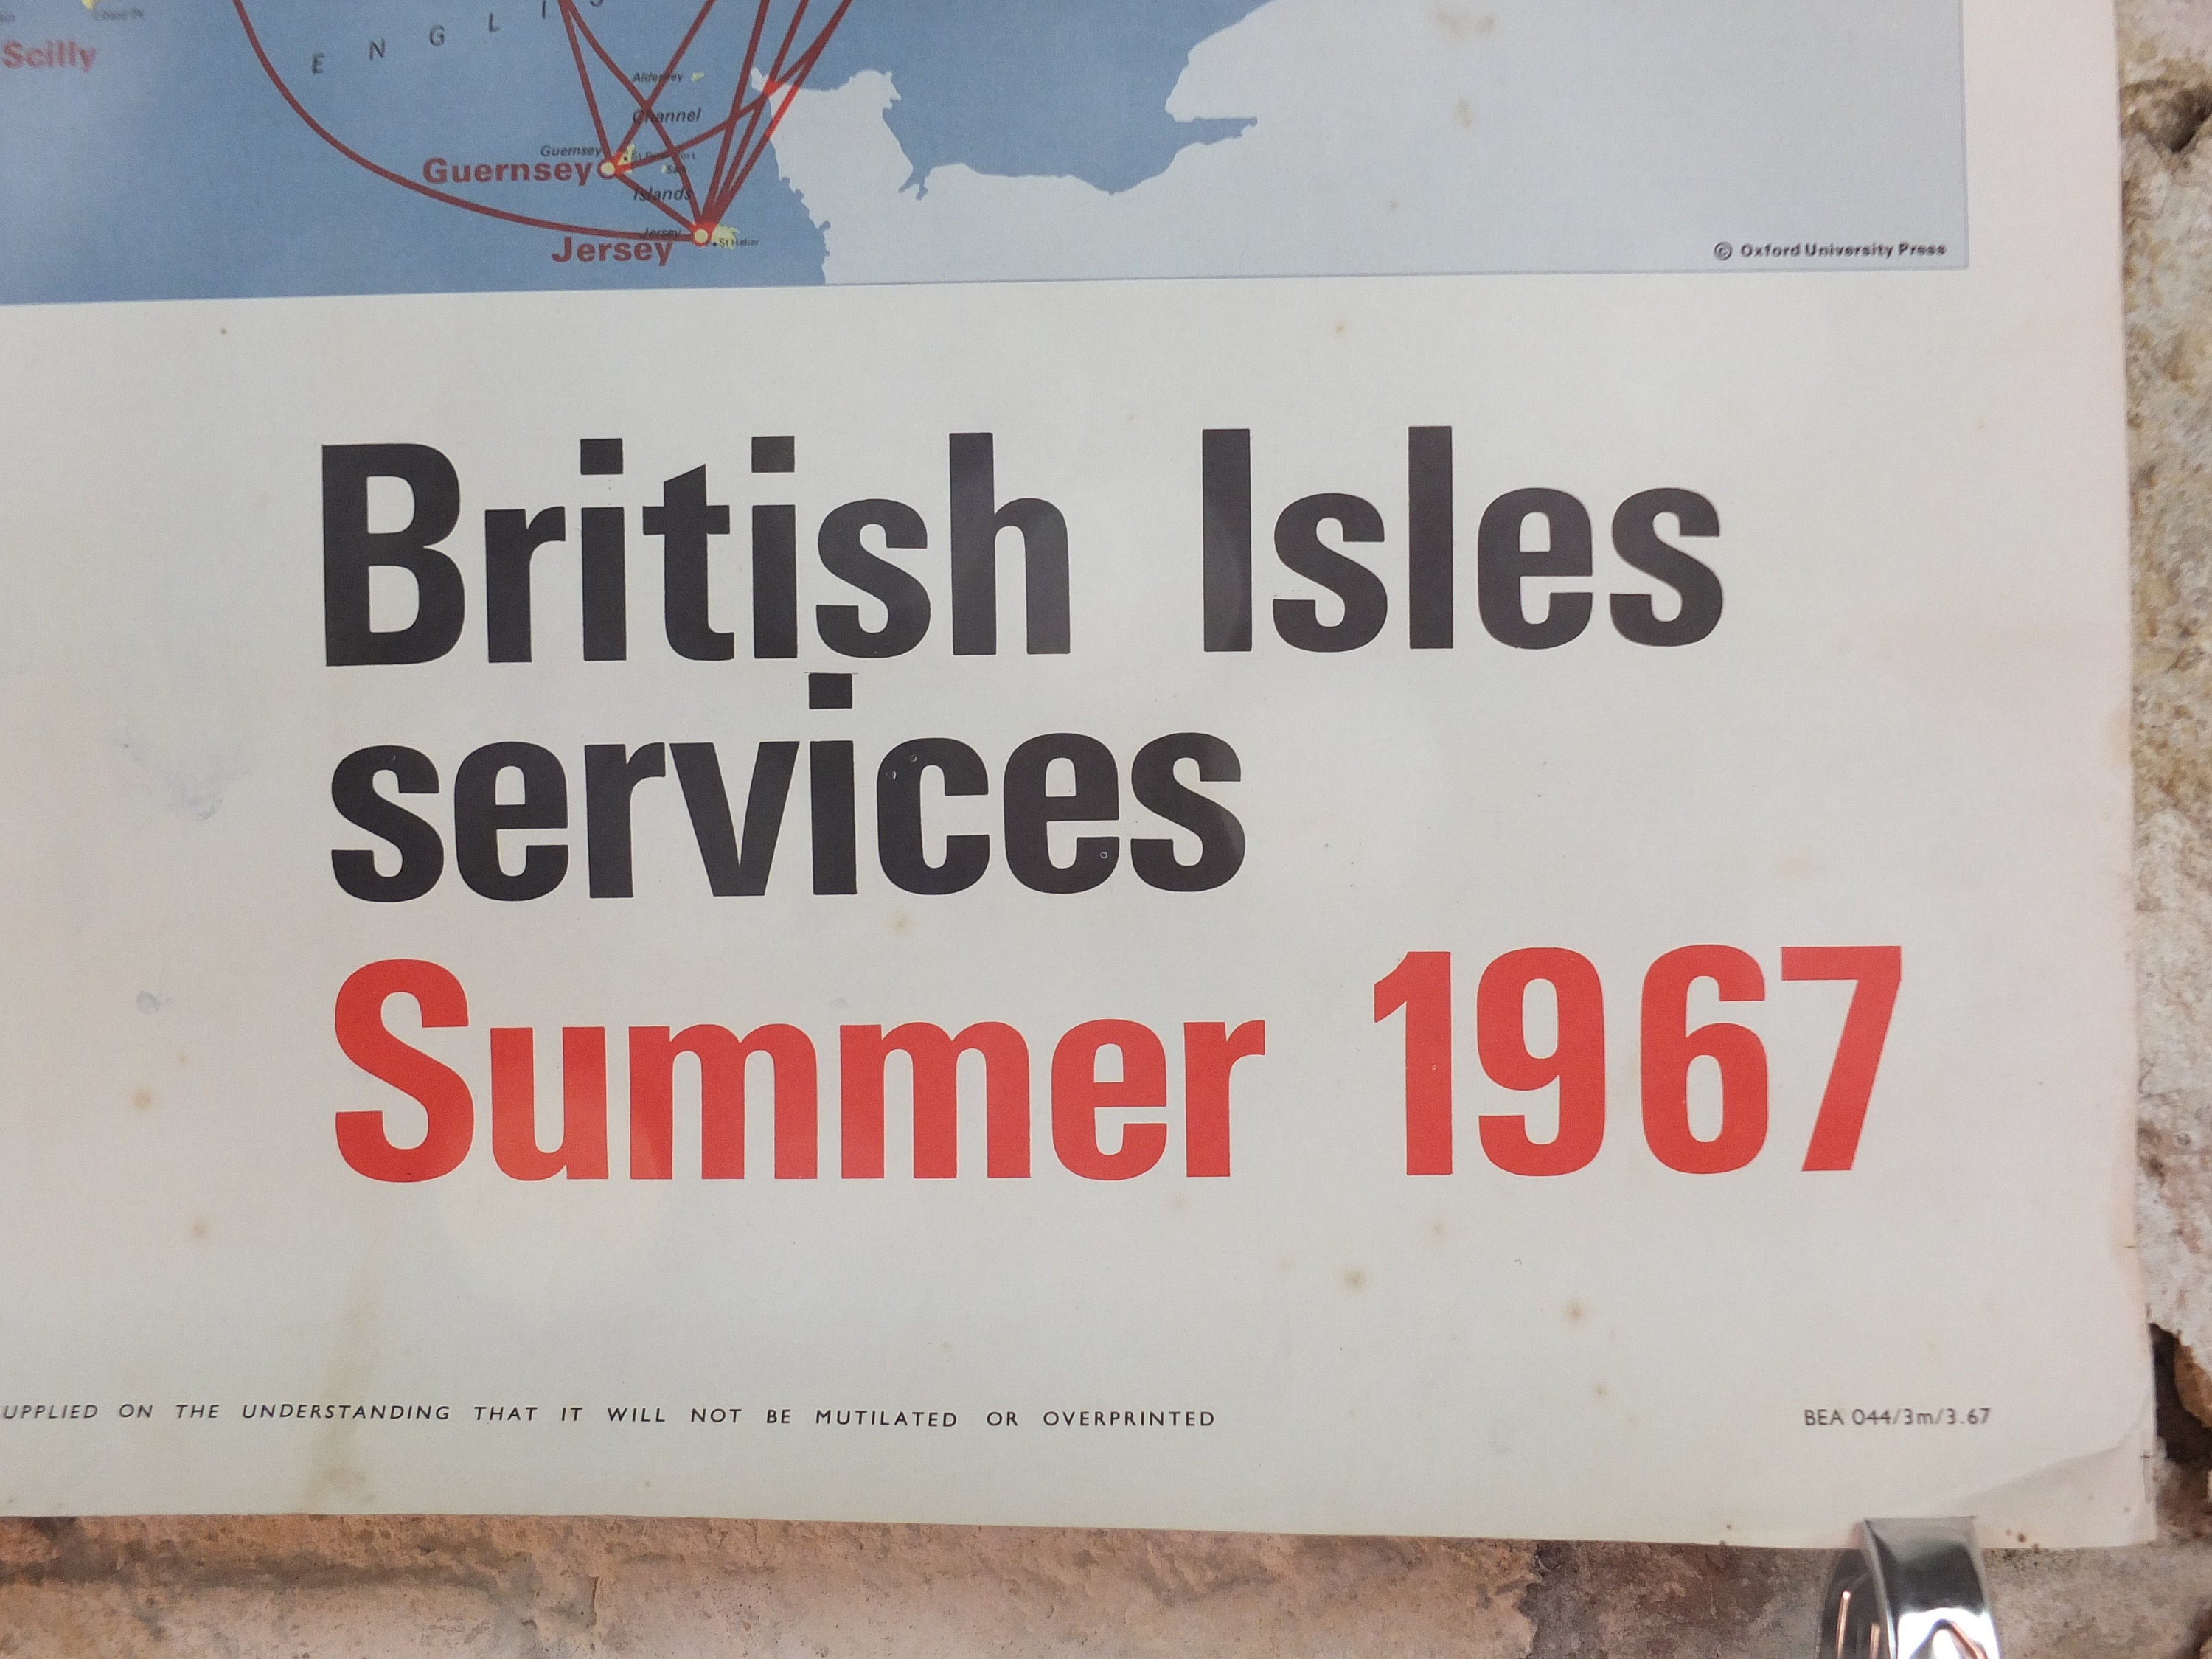 Scilly
E N G L I S
Alderney
Channel
Guernsey
Guernsey
Sark
Islands
Jersey
Jersey
St Helier
© Oxford University Press
British Isles
services
Summer 1967
UPPLIED ON THE UNDERSTANDING THAT IT WILL NOT BE MUTILATED OR OVERPRINTED
BEA 044/3m/3.67